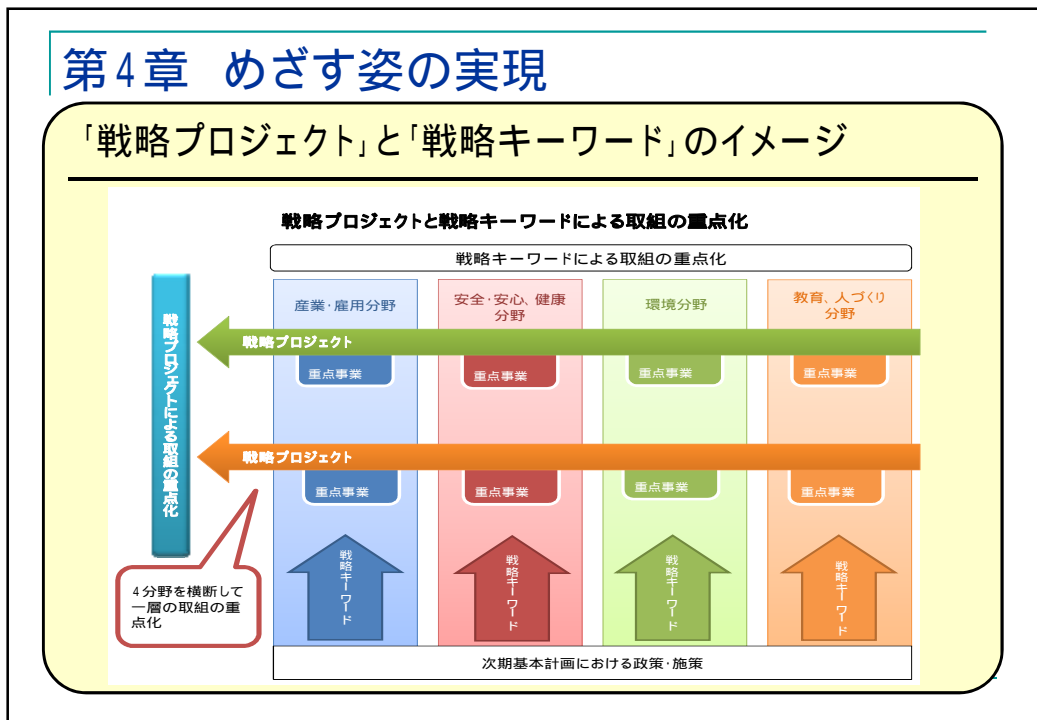 第4章 めざす姿の実現
「戦略プロジェクト」と「戦略キーワード」のイメージ
戦略プロジェクトと戦略キーワードによる取組の重点化
戦略キーワードによる取組の重点化
戦略プロジェクトによる取組の重点化
産業・雇用分野
安全・安心、健康
分野
環境分野
教育、人づくり
分野
戦略プロジェクト
重点事業
重点事業
重点事業
重点事業
戦略プロジェクト
重点事業
重点事業
重点事業
重点事業
戦略キーワード
戦略キーワード
戦略キーワード
戦略キーワード
4分野を横断して
一層の取組の重
点化
次期基本計画における政策・施策